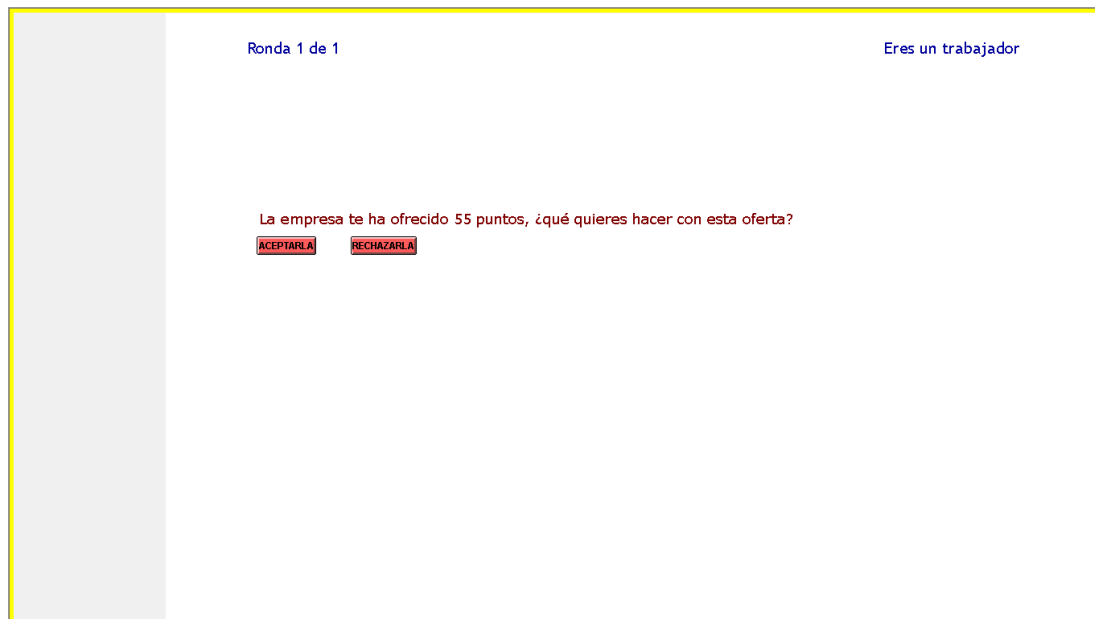 Ronda 1 de 1
Eres un trabajador
La empresa te ha ofrecido 55 puntos, ¿qué quieres hacer con esta oferta?
ACEPTARLA
RECHAZARLA